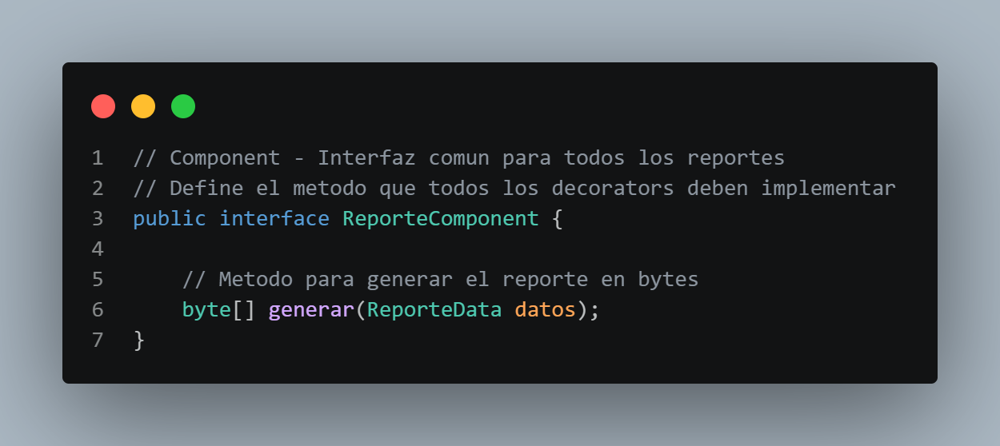 1 // Component - Interfaz comun para todos los reportes
2 // Define el metodo que todos los decorators deben implementar
3 public interface ReporteComponent {
4
5     // Metodo para generar el reporte en bytes
6     byte[] generar(ReporteData datos);
7 }